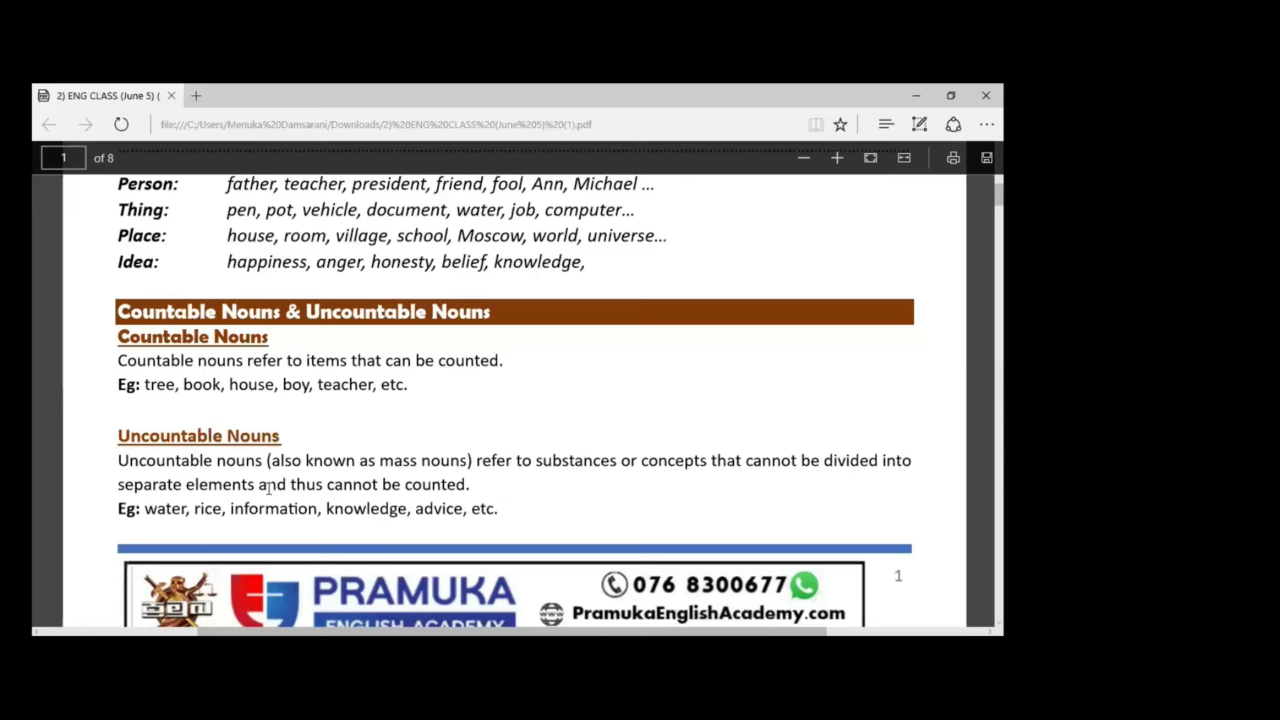 2) ENG CLASS (June 5) (
file:///C:/Users/Menuka%20Damsarani/Downloads/2)%20ENG%20CLASS%20(June%205)%20(1).pdf
1 of 8
Person: father, teacher, president, friend, fool, Ann, Michael ...
Thing: pen, pot, vehicle, document, water, job, computer...
Place: house, room, village, school, Moscow, world, universe...
Idea: happiness, anger, honesty, belief, knowledge,
Countable Nouns & Uncountable Nouns
Countable Nouns
Countable nouns refer to items that can be counted.
Eg: tree, book, house, boy, teacher, etc.
Uncountable Nouns
Uncountable nouns (also known as mass nouns) refer to substances or concepts that cannot be divided into
separate elements and thus cannot be counted.
Eg: water, rice, information, knowledge, advice, etc.
1
PRAMUKA
ENGLISH ACADEMY
076 8300677
PramukaEnglishAcademy.com